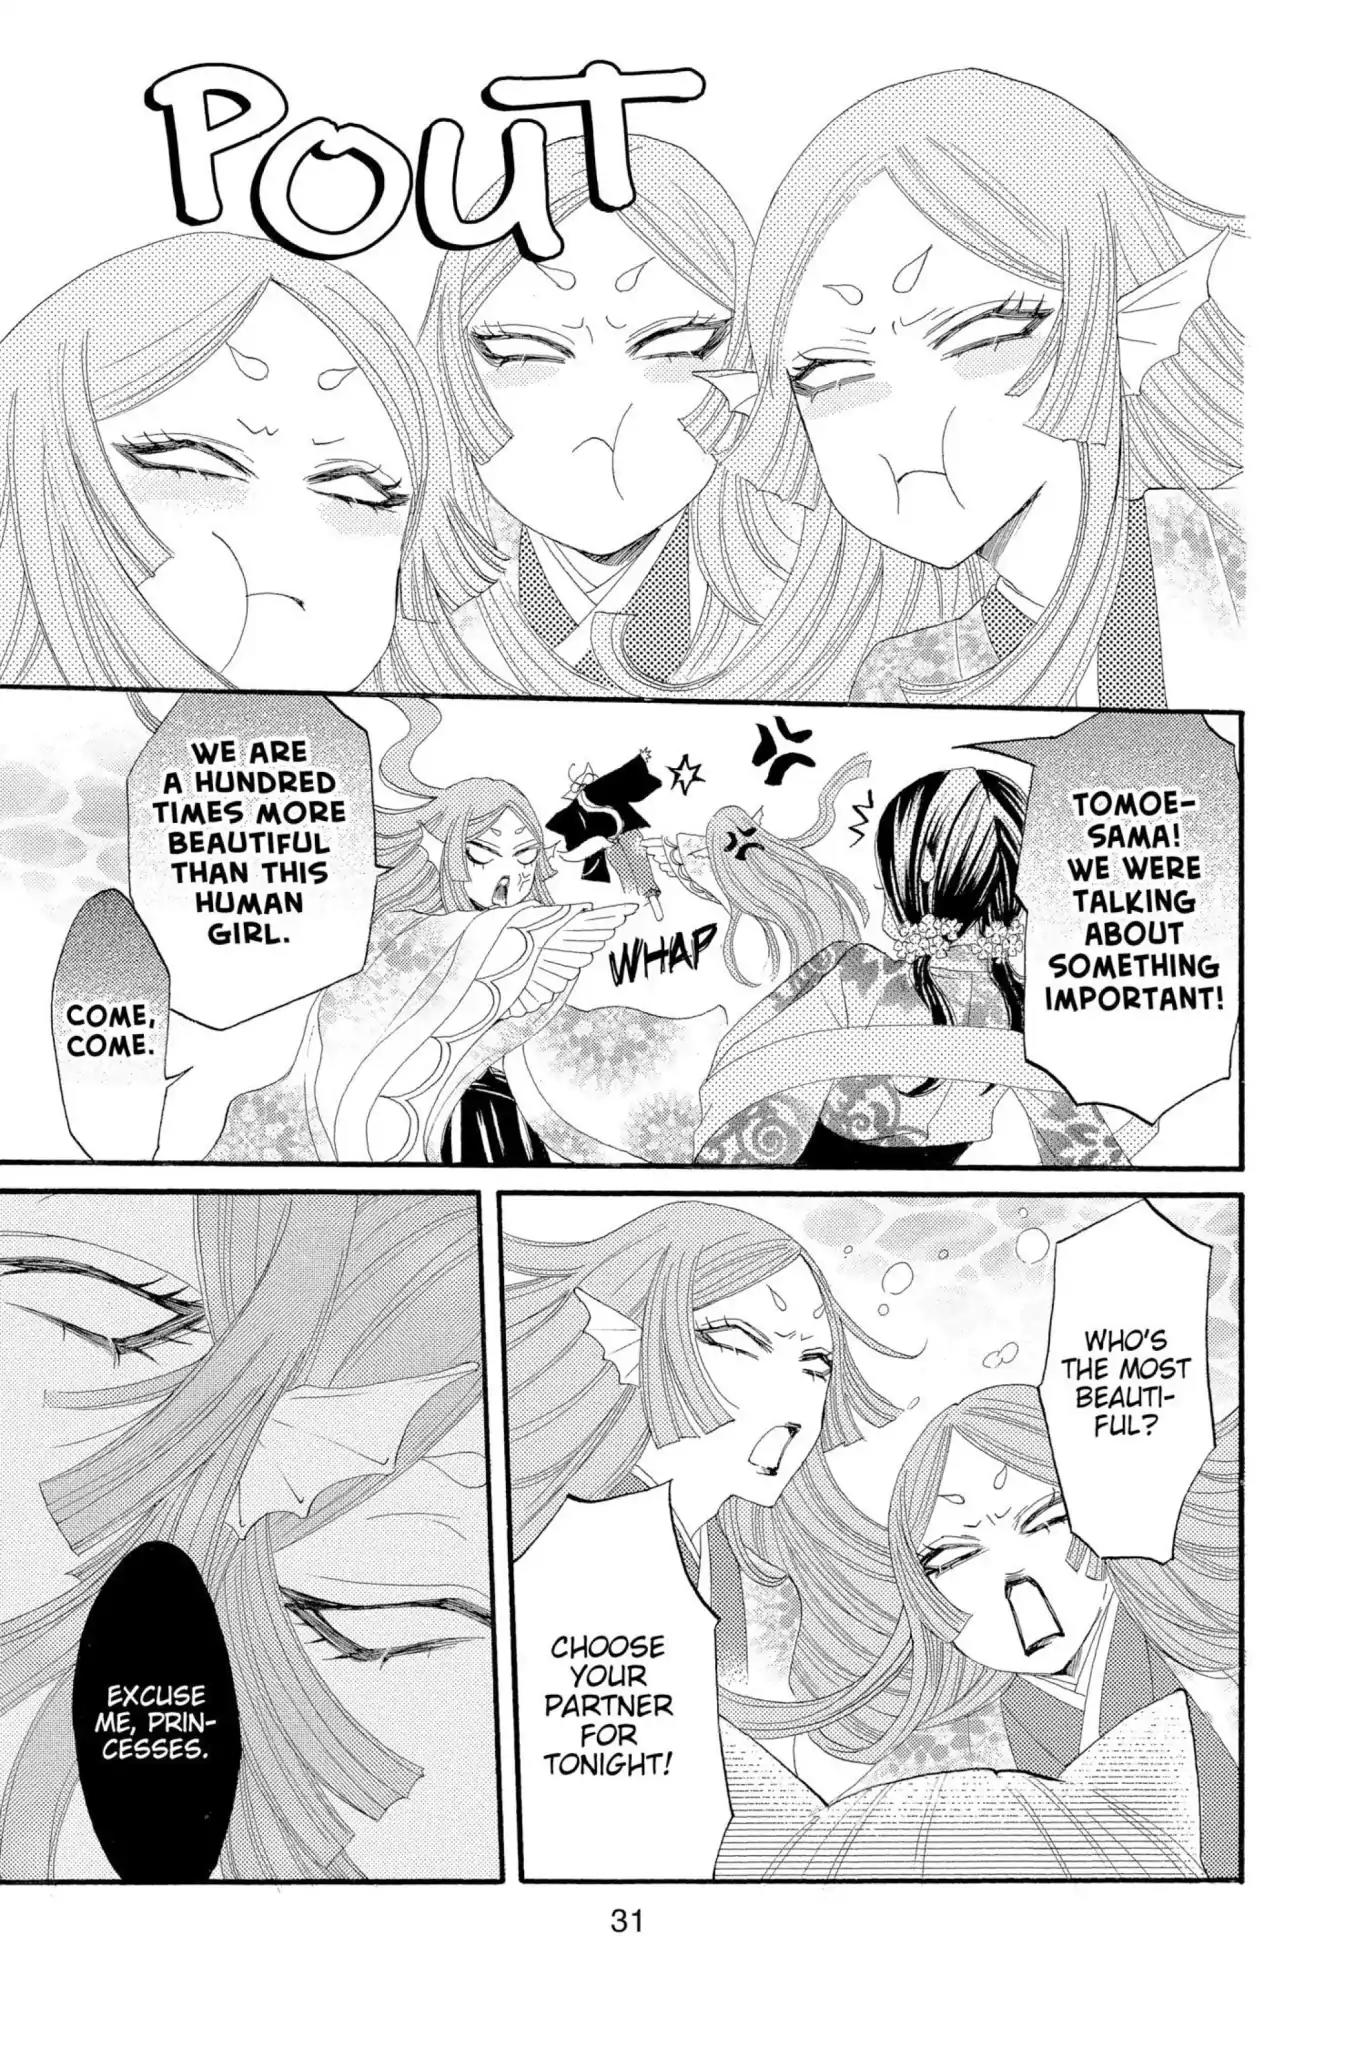 POUT
TOMOE-
SAMA!
WE WERE
TALKING
ABOUT
SOMETHING
IMPORTANT!
WHAP
WE ARE
A HUNDRED
TIMES MORE
BEAUTIFUL
THAN THIS
HUMAN
GIRL.
COME,
COME.
WHO'S
THE MOST
BEAUTI-
FUL?
CHOOSE
YOUR
PARTNER
FOR
TONIGHT!
EXCUSE
ME, PRIN-
CESSES.
31